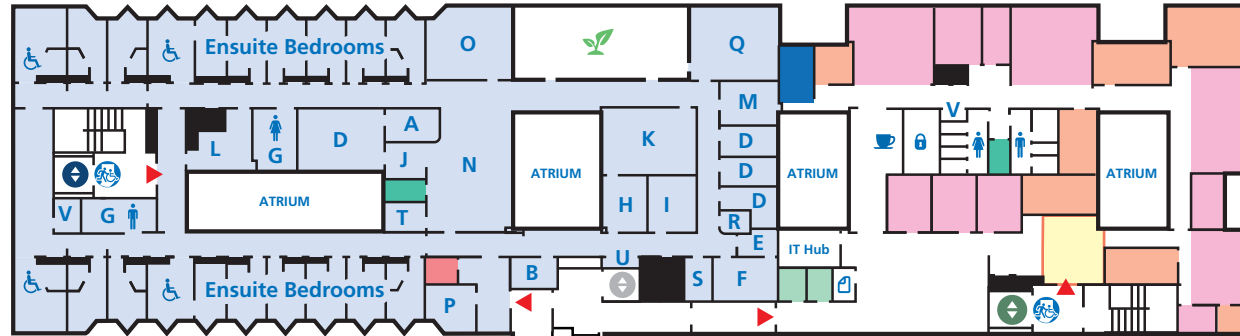 Ensuite Bedrooms
O
Q
M
V
A
L
G
D
K
D
J
N
ATRIUM
ATRIUM
ATRIUM
D
ATRIUM
V
G
T
H
I
D
R
U
E
IT Hub
Ensuite Bedrooms
B
S
F
P